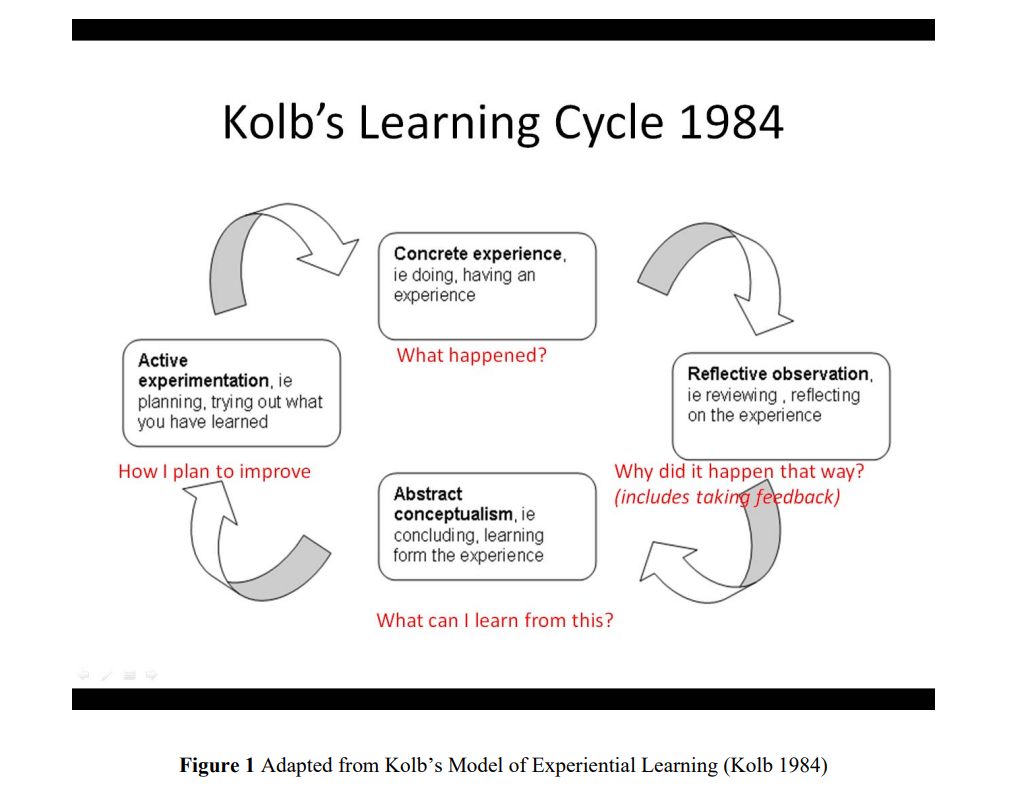 Kolb’s Learning Cycle 1984
Concrete experience,
ie doing, having an
experience
What happened?
Reflective observation,
ie reviewing , reflecting
on the experience
Why did it happen that way?
(includes taking feedback)
Abstract
conceptualism, ie
concluding, learning
form the experience
What can I learn from this?
Active
experimentation, ie
planning, trying out what
you have learned
How I plan to improve
Figure 1 Adapted from Kolb’s Model of Experiential Learning (Kolb 1984)